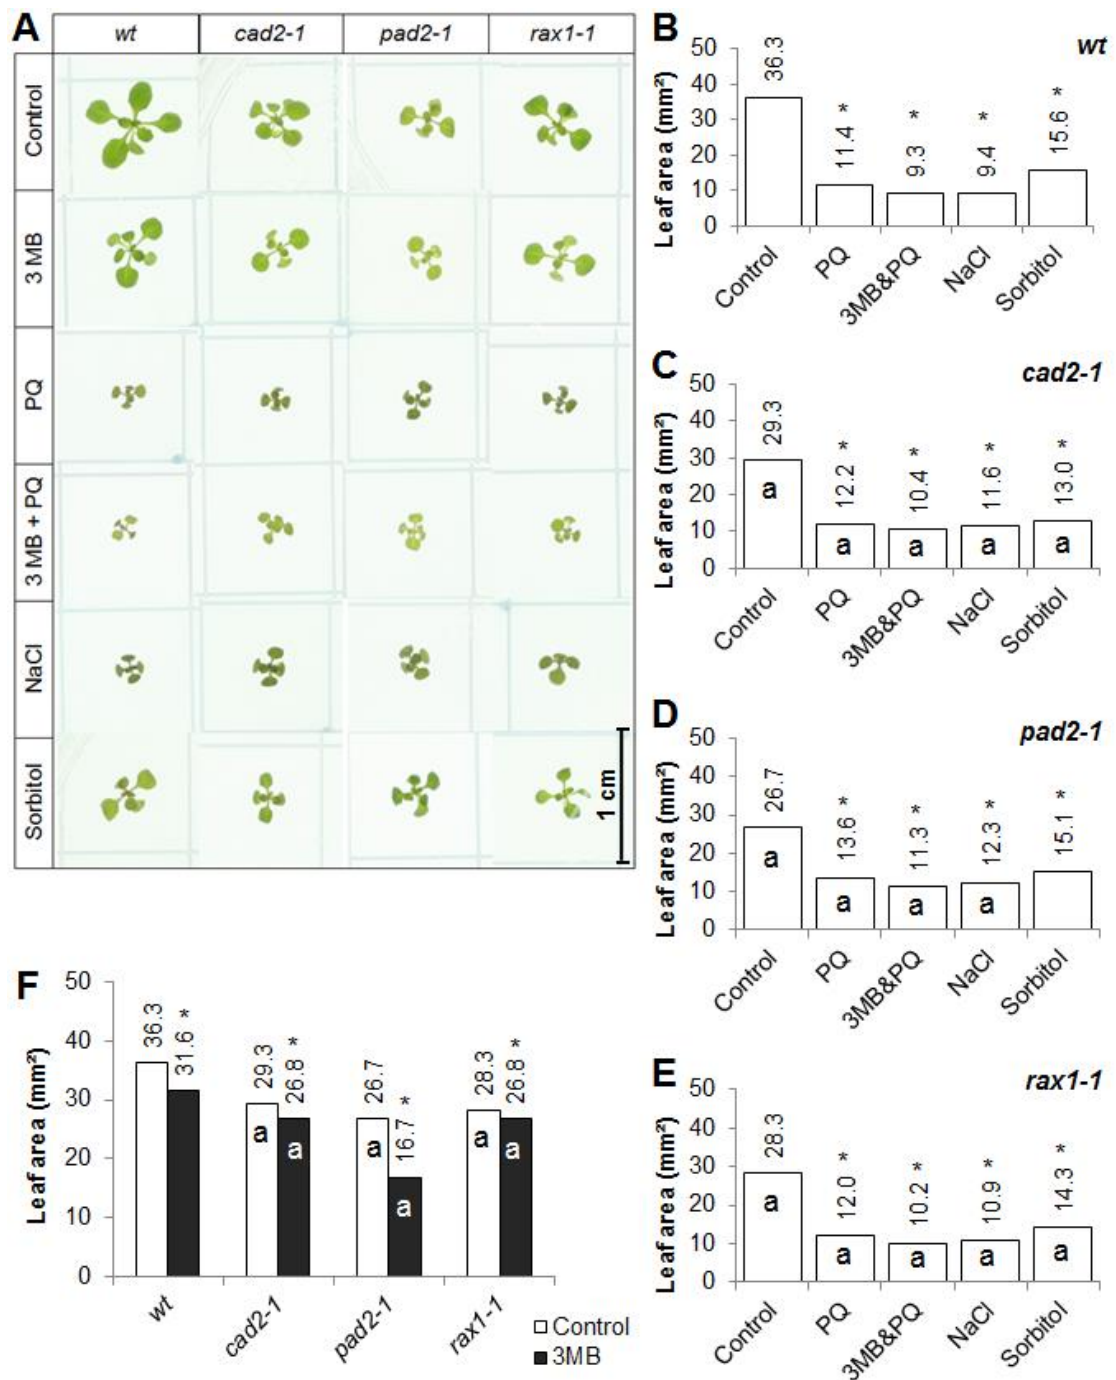 A
wt cad2-1 pad2-1 rax1-1
Control
3 MB
PQ
3 MB + PQ
NaCl
Sorbitol
1 cm
B
wt
Leaf area (mm²)
50
40
30
20
10
0
36.3
11.4 *
9.3 *
9.4 *
15.6 *
Control PQ 3MB&PQ NaCl Sorbitol
C
cad2-1
Leaf area (mm²)
50
40
30
20
10
0
29.3
12.2 *
10.4 *
11.6 *
13.0 *
a a a a a
Control PQ 3MB&PQ NaCl Sorbitol
D
pad2-1
Leaf area (mm²)
50
40
30
20
10
0
26.7
13.6 *
11.3 *
12.3 *
15.1 *
a a a a
Control PQ 3MB&PQ NaCl Sorbitol
E
rax1-1
Leaf area (mm²)
50
40
30
20
10
0
28.3
12.0 *
10.2 *
10.9 *
14.3 *
a a a a a
Control PQ 3MB&PQ NaCl Sorbitol
F
Leaf area (mm²)
50
40
30
20
10
0
36.3
31.6 *
29.3
26.8 *
26.7
16.7 *
28.3
26.8 *
a a a a a a
wt cad2-1 pad2-1 rax1-1
Control
3MB